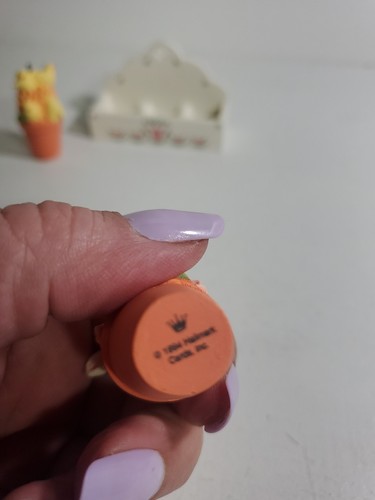 © 1994 Hallmark
Cards, Inc.